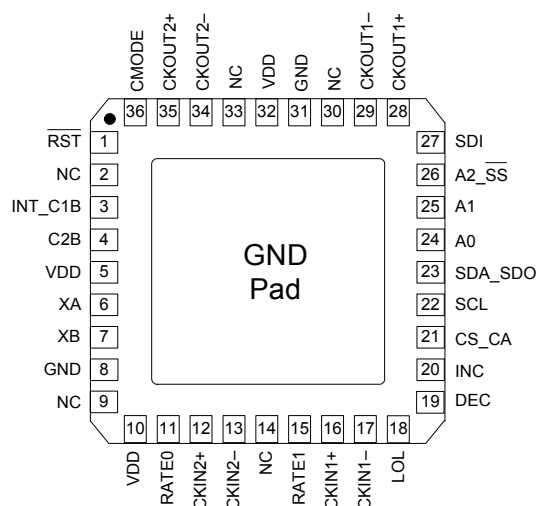 CMODE
CKOUT2+
CKOUT2–
NC
VDD
GND
NC
CKOUT1–
CKOUT1+
36 35 34 33 32 31 30 29 28
RST 1
NC 2
INT_C1B 3
C2B 4
VDD 5
XA 6
XB 7
GND 8
NC 9
GND
Pad
27 SDI
26 A2_SS
25 A1
24 A0
23 SDA_SDO
22 SCL
21 CS_CA
20 INC
19 DEC
10 11 12 13 14 15 16 17 18
VDD
RATE0
CKIN2+
CKIN2–
NC
RATE1
CKIN1+
CKIN1–
LOL